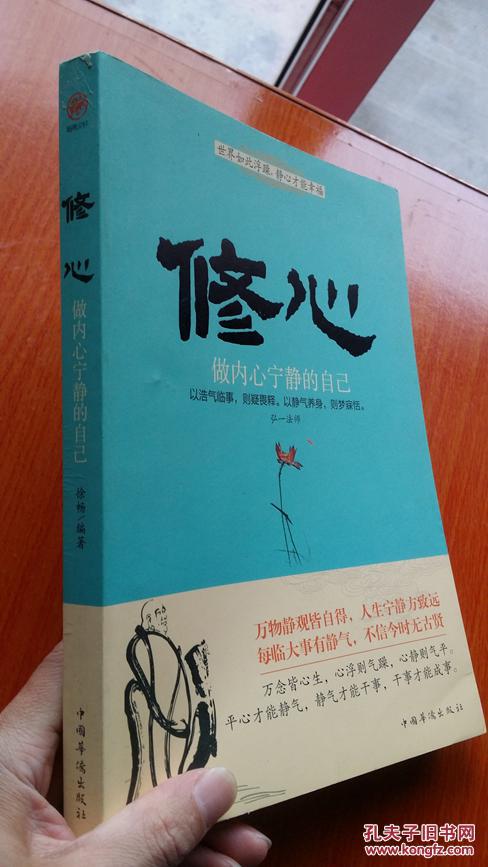 世界如此浮躁,静心才能幸福
修心
做内心宁静的自己
以浩气临事,则疑畏释。以静气养身,则梦寐恬。
弘一法师
万物静观皆自得,人生宁静方致远
每临大事有静气,不信今时无古贤
万念皆心生,心浮则气躁,心静则气平。
平心才能静气,静气才能干事,干事才能成事。
中国华侨出版社
修心
做内心宁静的自己
徐畅/编著
中国华侨出版社
孔夫子旧书网
KONGFZ.COM